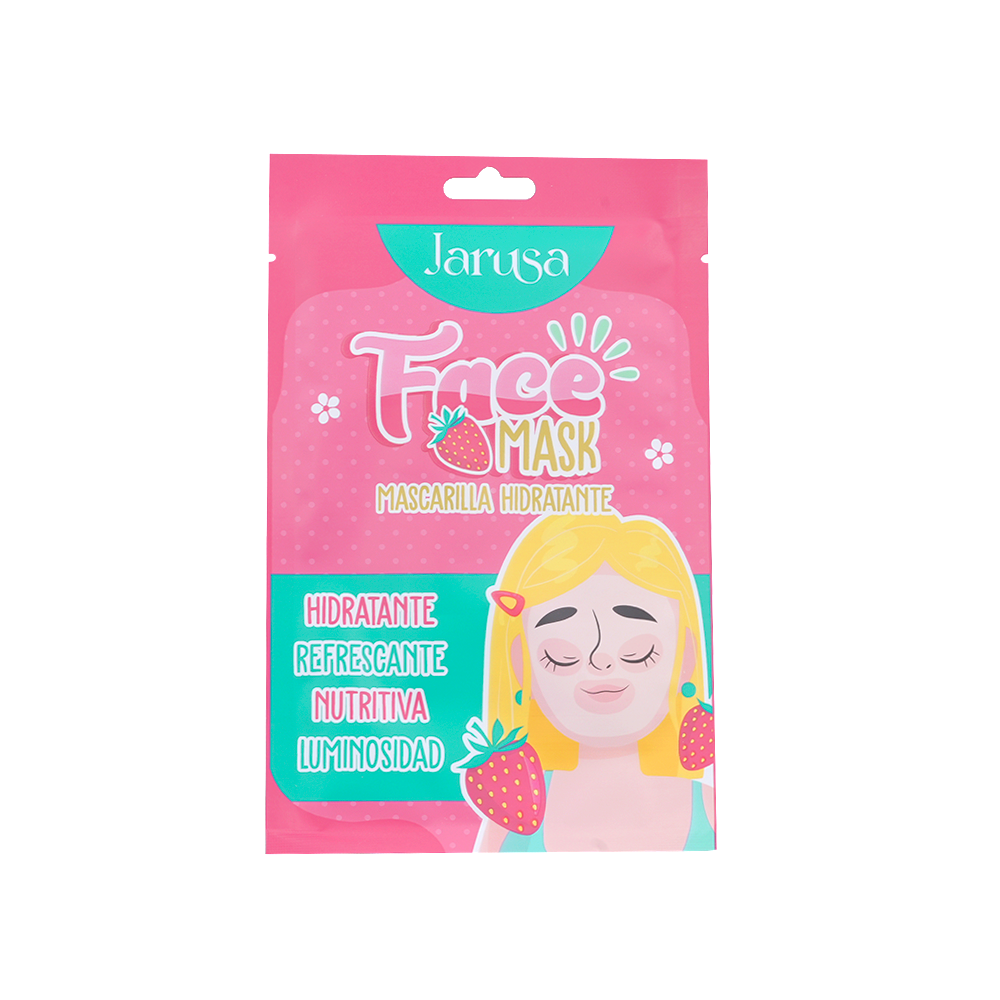 Jarusa
Face
MASK
MASCARILLA HIDRATANTE
HIDRATANTE
REFRESCANTE
NUTRITIVA
LUMINOSIDAD